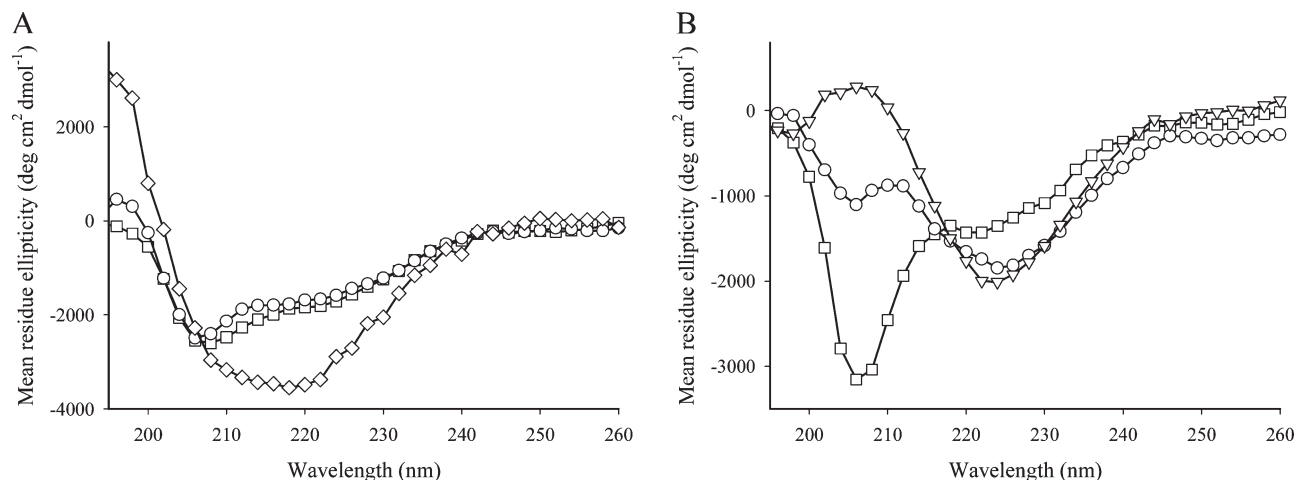 A
Mean residue ellipticity (deg cm² dmol⁻¹)
2000
0
-2000
-4000
200 210 220 230 240 250 260
Wavelength (nm)
B
Mean residue ellipticity (deg cm² dmol⁻¹)
0
-1000
-2000
-3000
200 210 220 230 240 250 260
Wavelength (nm)